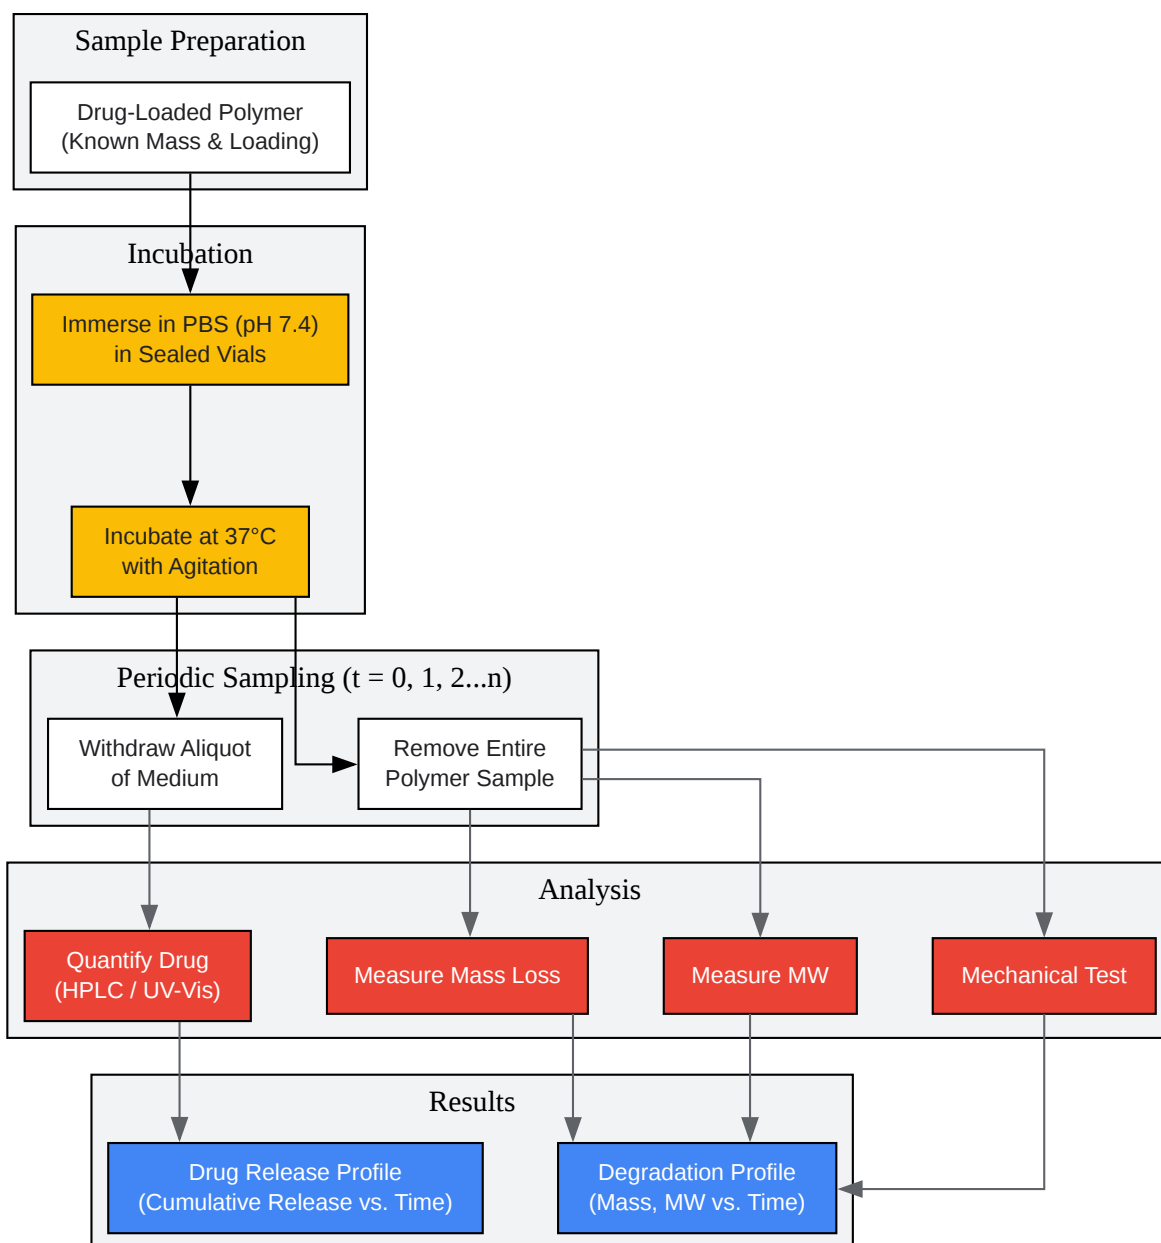 Sample Preparation
Drug-Loaded Polymer
(Known Mass & Loading)
Incubation
Immerse in PBS (pH 7.4)
in Sealed Vials
Incubate at 37°C
with Agitation
Periodic Sampling (t = 0, 1, 2...n)
Withdraw Aliquot
of Medium
Remove Entire
Polymer Sample
Analysis
Quantify Drug
(HPLC / UV-Vis)
Measure Mass Loss
Measure MW
Mechanical Test
Results
Drug Release Profile
(Cumulative Release vs. Time)
Degradation Profile
(Mass, MW vs. Time)